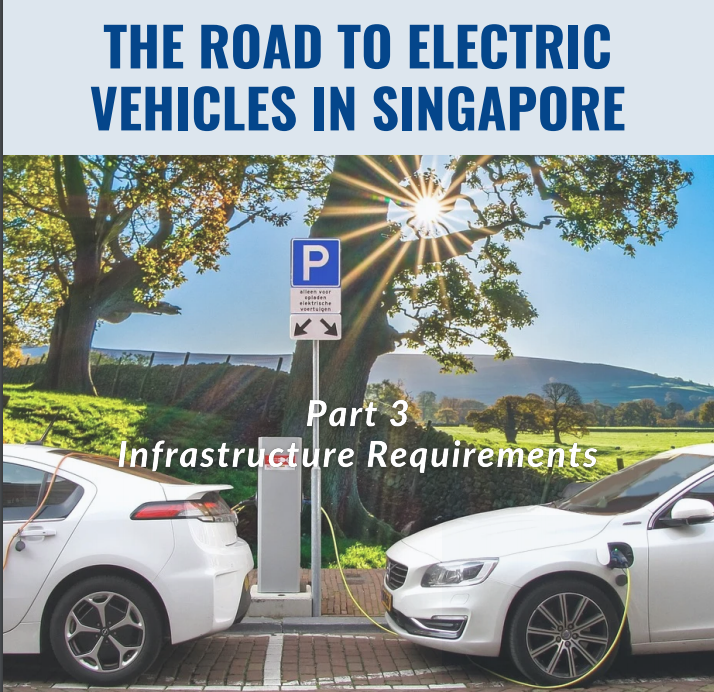 THE ROAD TO ELECTRIC
VEHICLES IN SINGAPORE
P
alleen voor
opladen
elektrische
voertuigen
Part 3
Infrastructure Requirements